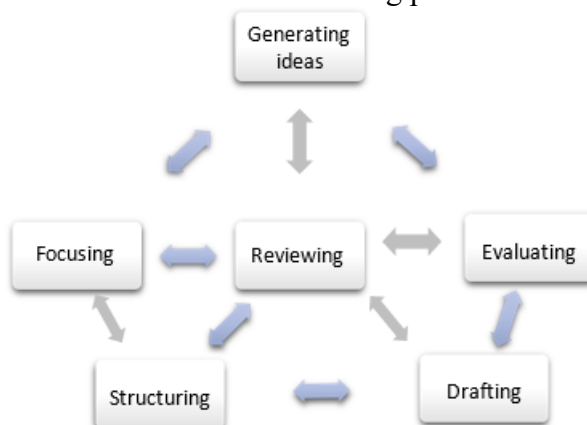 Generating
ideas
Focusing
Reviewing
Evaluating
Structuring
Drafting